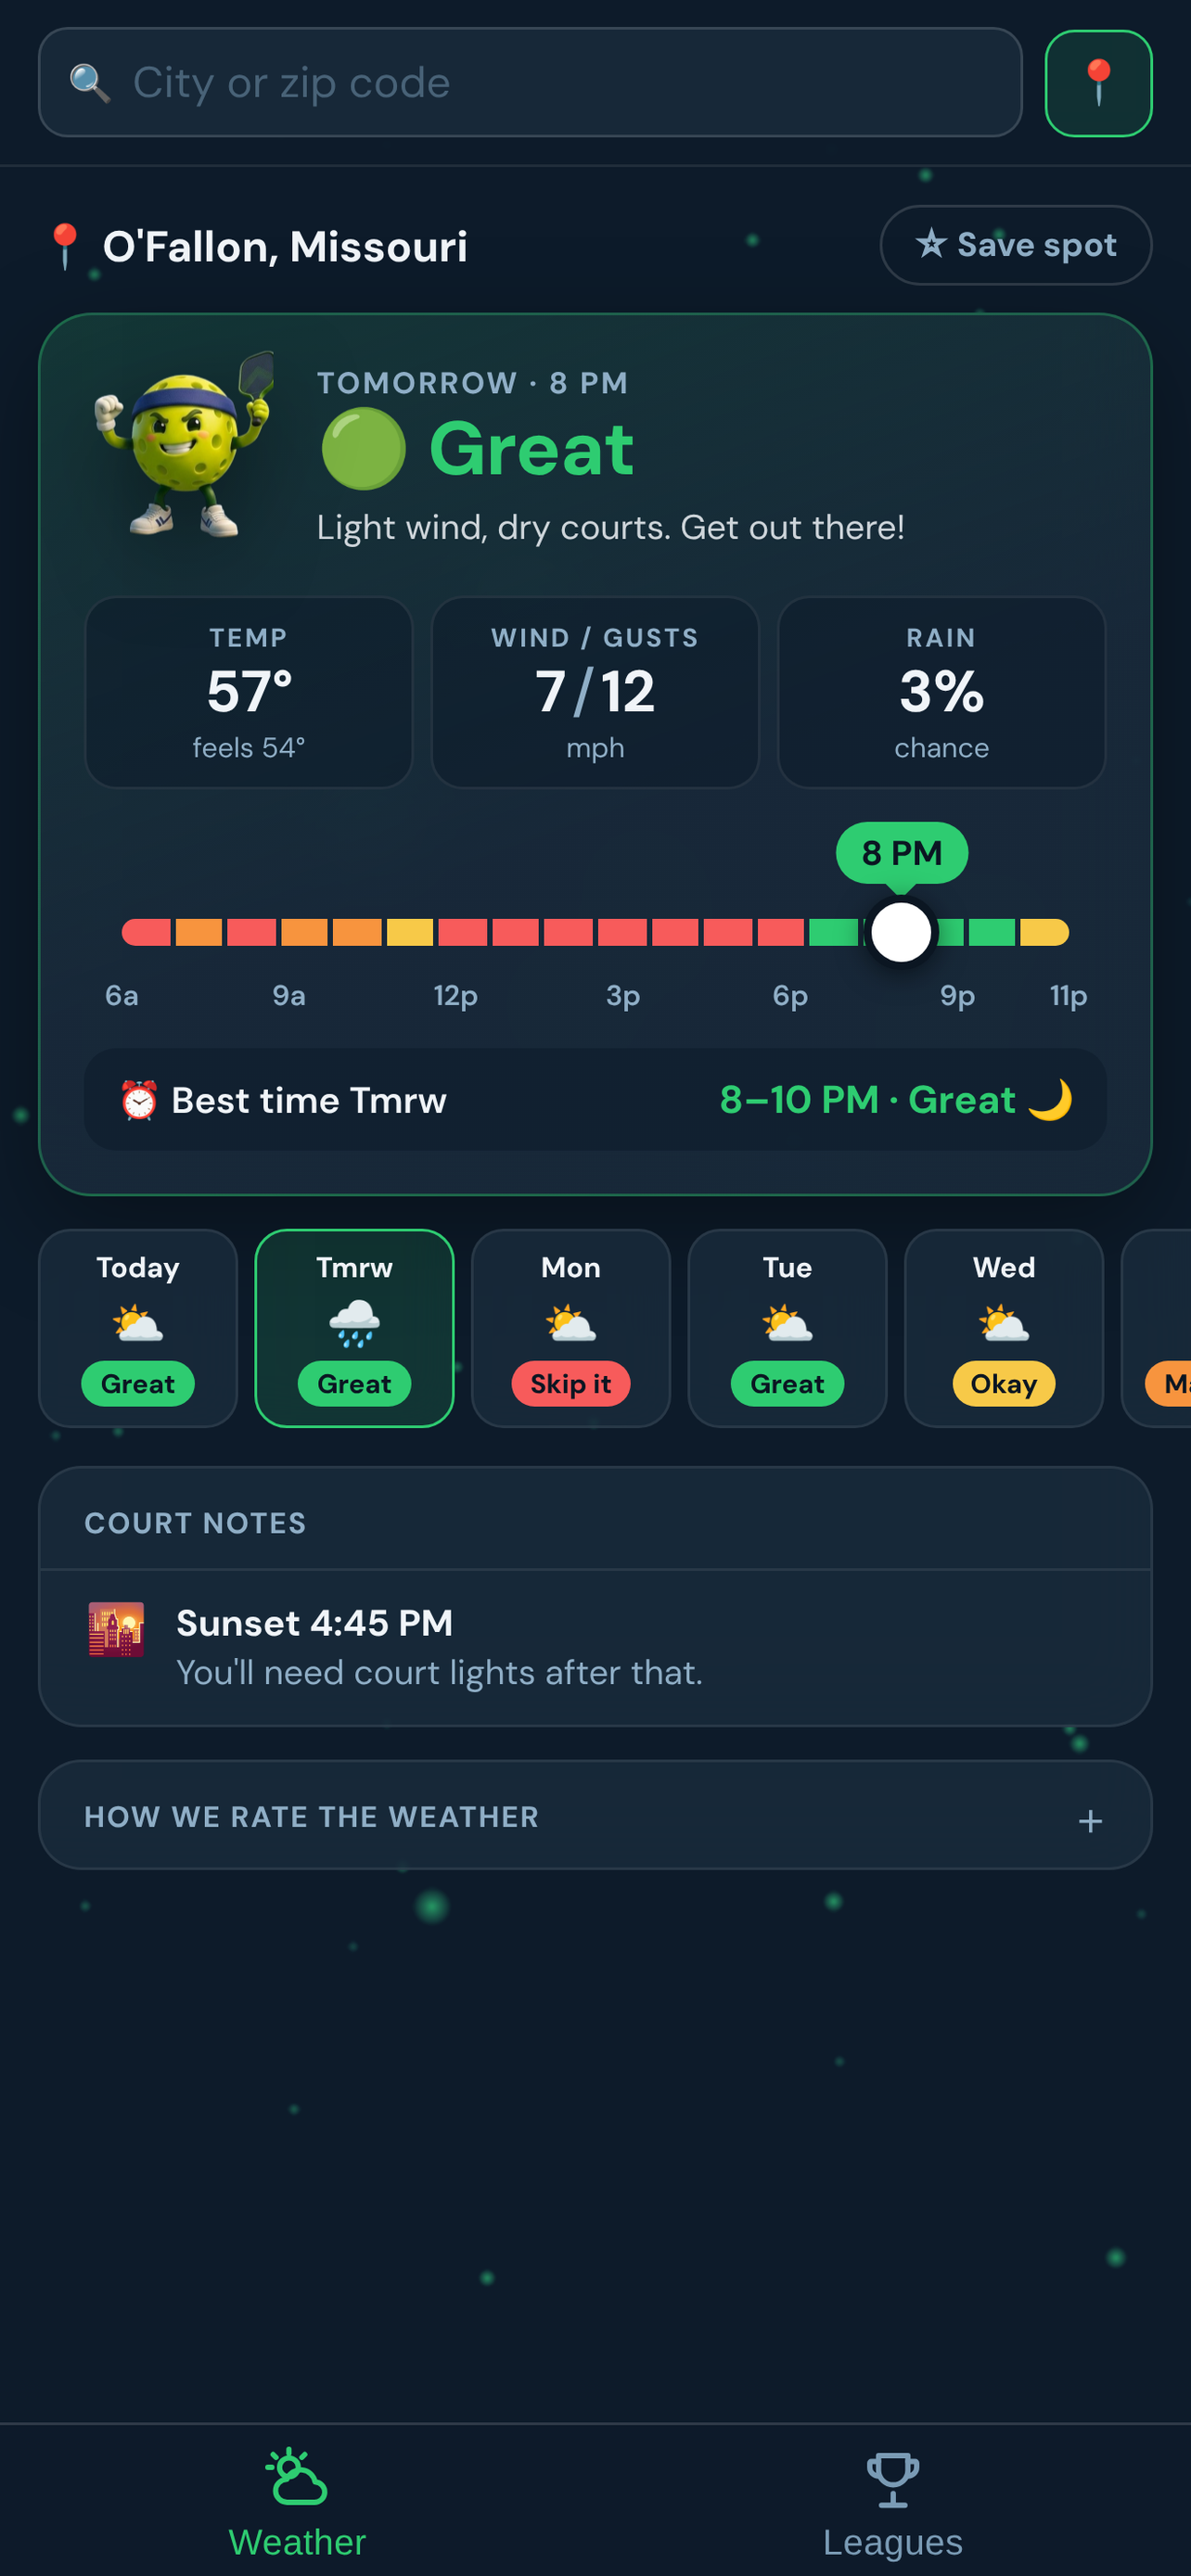 City or zip code
O'Fallon, Missouri
Save spot
TOMORROW · 8 PM
Great
Light wind, dry courts. Get out there!
TEMP
57°
feels 54°
WIND / GUSTS
7/12
mph
RAIN
3%
chance
8 PM
6a 9a 12p 3p 6p 9p 11p
Best time Tmrw
8–10 PM · Great
Today
Great
Tmrw
Great
Mon
Skip it
Tue
Great
Wed
Okay
COURT NOTES
Sunset 4:45 PM
You'll need court lights after that.
HOW WE RATE THE WEATHER +
Weather
Leagues